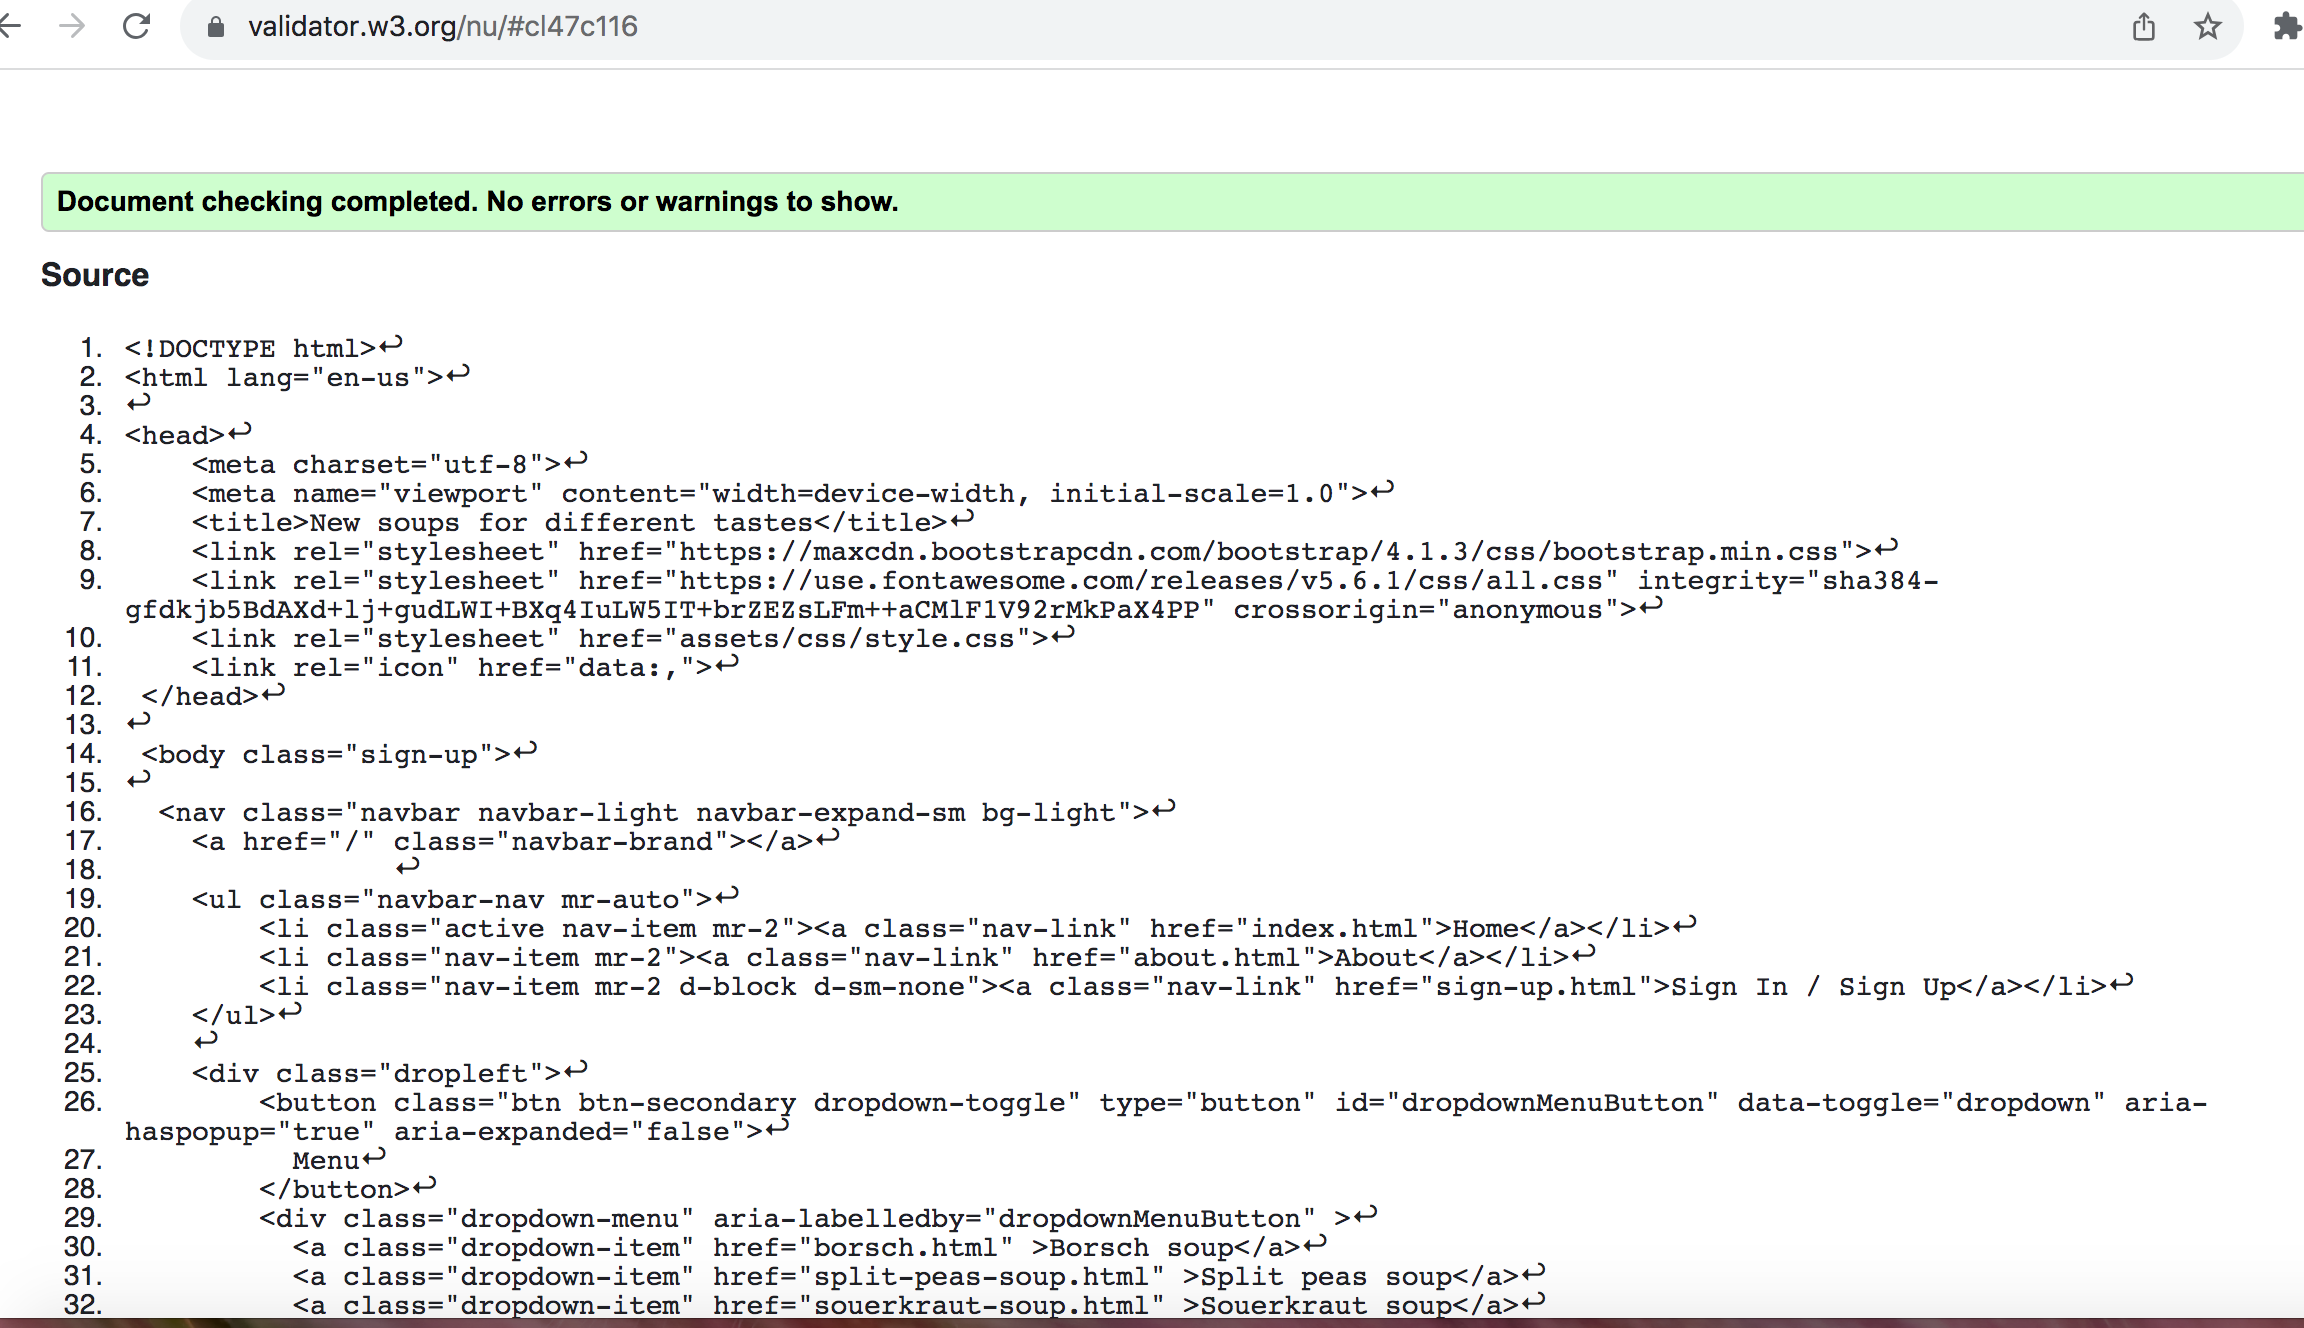 validator.w3.org/nu/#cl47c116
Document checking completed. No errors or warnings to show.
Source
1. <!DOCTYPE html>↩
2. <html lang="en-us">↩
3. ↩
4. <head>↩
5.     <meta charset="utf-8">↩
6.     <meta name="viewport" content="width=device-width, initial-scale=1.0">↩
7.     <title>New soups for different tastes</title>↩
8.     <link rel="stylesheet" href="https://maxcdn.bootstrapcdn.com/bootstrap/4.1.3/css/bootstrap.min.css">↩
9.     <link rel="stylesheet" href="https://use.fontawesome.com/releases/v5.6.1/css/all.css" integrity="sha384-
gfdkjb5BdAXd+lj+gudLWI+BXq4IuLW5IT+brZEZsLFm++aCMlF1V92rMkPaX4PP" crossorigin="anonymous">↩
10.     <link rel="stylesheet" href="assets/css/style.css">↩
11.     <link rel="icon" href="data:,">↩
12.  </head>↩
13. ↩
14.  <body class="sign-up">↩
15. ↩
16.   <nav class="navbar navbar-light navbar-expand-sm bg-light">↩
17.     <a href="/" class="navbar-brand"></a>↩
18.                 ↩
19.     <ul class="navbar-nav mr-auto">↩
20.         <li class="active nav-item mr-2"><a class="nav-link" href="index.html">Home</a></li>↩
21.         <li class="nav-item mr-2"><a class="nav-link" href="about.html">About</a></li>↩
22.         <li class="nav-item mr-2 d-block d-sm-none"><a class="nav-link" href="sign-up.html">Sign In / Sign Up</a></li>↩
23.     </ul>↩
24.     ↩
25.     <div class="dropleft">↩
26.         <button class="btn btn-secondary dropdown-toggle" type="button" id="dropdownMenuButton" data-toggle="dropdown" aria-
haspopup="true" aria-expanded="false">↩
27.           Menu↩
28.         </button>↩
29.         <div class="dropdown-menu" aria-labelledby="dropdownMenuButton" >↩
30.           <a class="dropdown-item" href="borsch.html" >Borsch soup</a>↩
31.           <a class="dropdown-item" href="split-peas-soup.html" >Split peas soup</a>↩
32.           <a class="dropdown-item" href="souerkraut-soup.html" >Souerkraut soup</a>↩